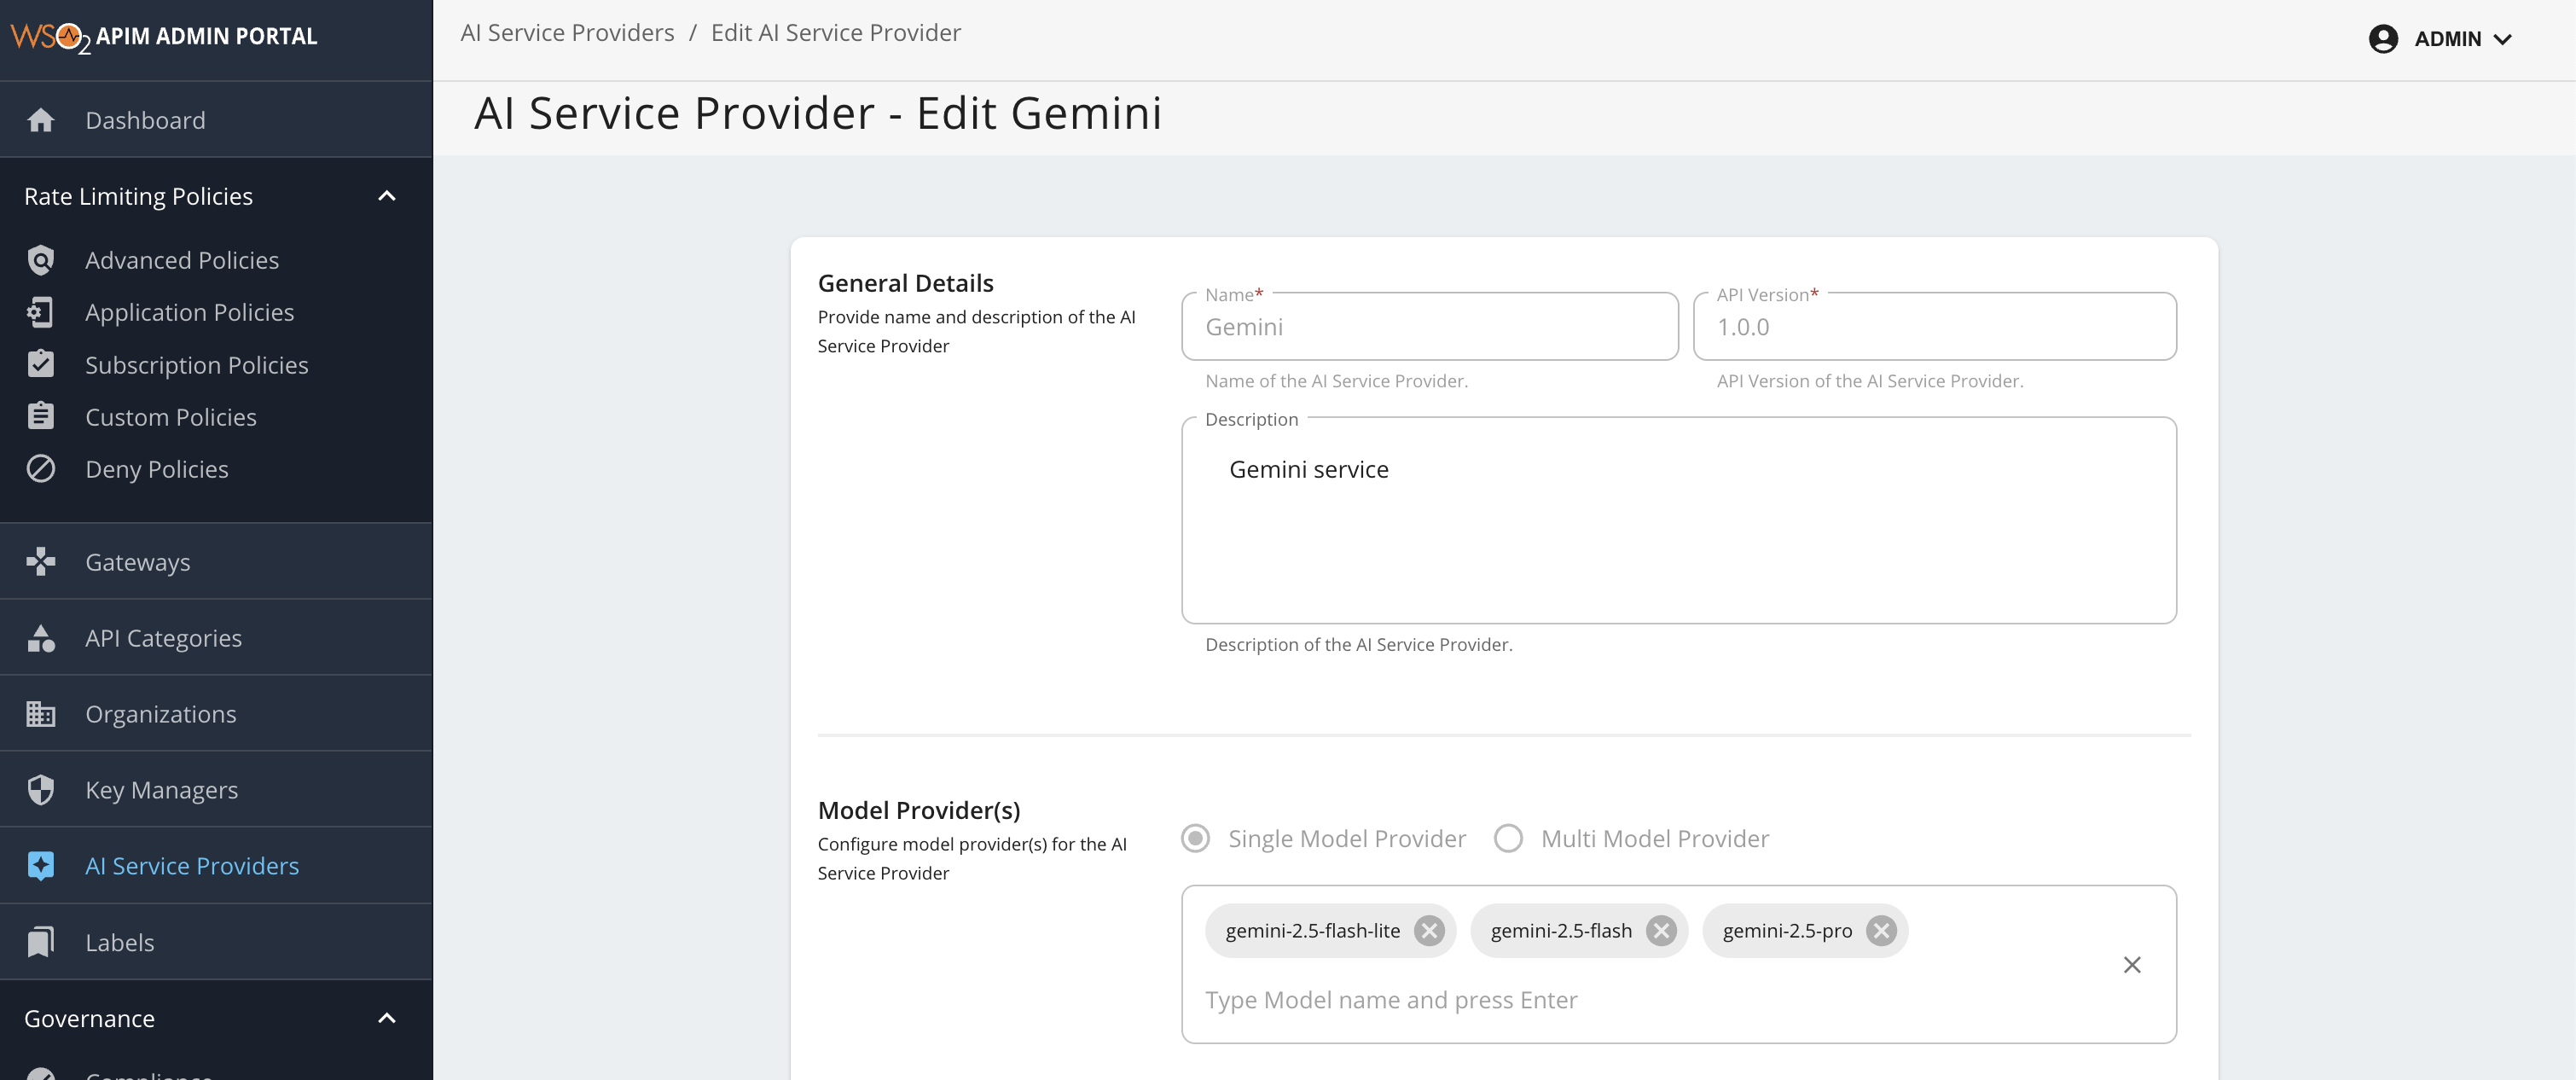 WSO2 APIM ADMIN PORTAL
AI Service Providers / Edit AI Service Provider
ADMIN
Dashboard
AI Service Provider - Edit Gemini
Rate Limiting Policies
Advanced Policies
Application Policies
Subscription Policies
Custom Policies
Deny Policies
Gateways
API Categories
Organizations
Key Managers
AI Service Providers
Labels
Governance
Compliance
General Details
Provide name and description of the AI
Service Provider
Name*
Gemini
Name of the AI Service Provider.
API Version*
1.0.0
API Version of the AI Service Provider.
Description
Gemini service
Description of the AI Service Provider.
Model Provider(s)
Configure model provider(s) for the AI
Service Provider
Single Model Provider
Multi Model Provider
gemini-2.5-flash-lite
gemini-2.5-flash
gemini-2.5-pro
Type Model name and press Enter